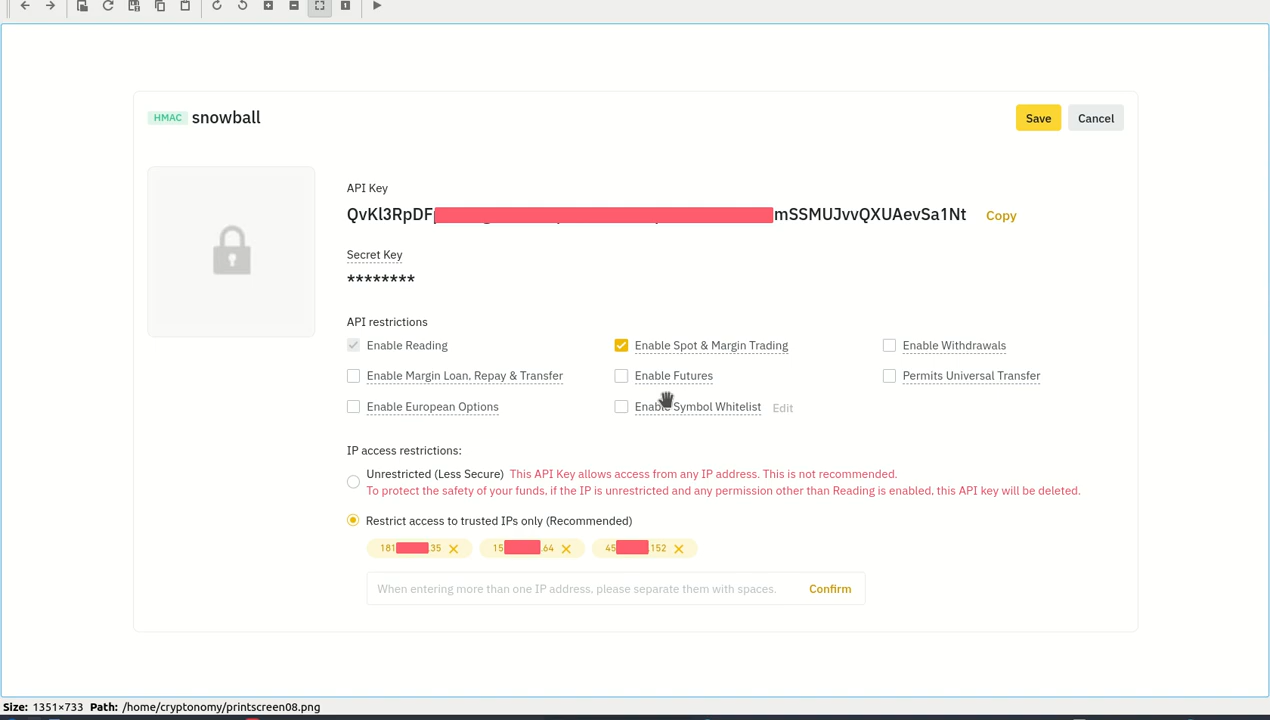 HMAC snowball Save Cancel
API Key
QvKl3RpDF mSSMUJvvQXUAevSa1Nt Copy
Secret Key
********
API restrictions
Enable Reading Enable Spot & Margin Trading Enable Withdrawals
Enable Margin Loan, Repay & Transfer Enable Futures Permits Universal Transfer
Enable European Options Enable Symbol Whitelist Edit
IP access restrictions:
Unrestricted (Less Secure) This API Key allows access from any IP address. This is not recommended.
To protect the safety of your funds, if the IP is unrestricted and any permission other than Reading is enabled, this API key will be deleted.
Restrict access to trusted IPs only (Recommended)
181 .35 15 .64 45 .152
When entering more than one IP address, please separate them with spaces. Confirm
Size: 1351×733 Path: /home/cryptonomy/printscreen08.png